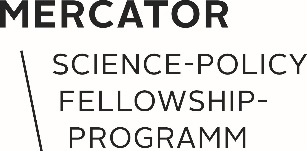 MERCATOR
SCIENCE-POLICY
FELLOWSHIP-
PROGRAMM